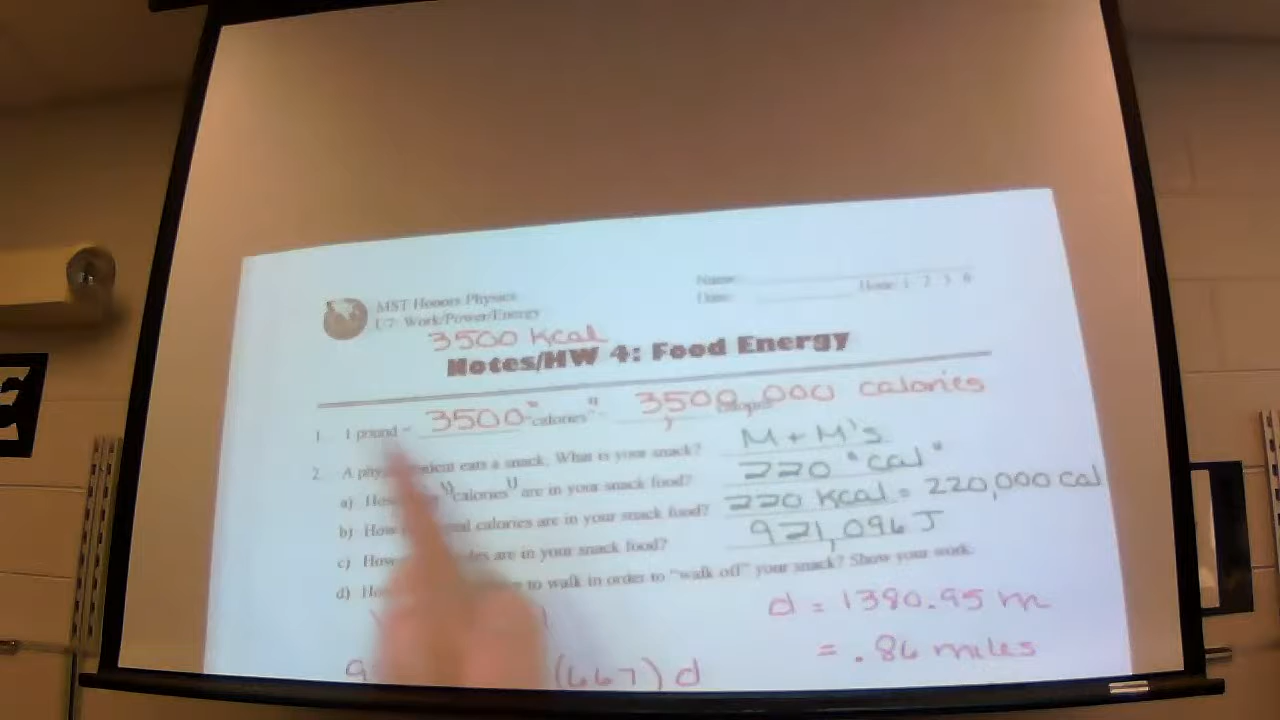 MST Honors Physics
U7: Work/Power/Energy
Name:
Date:
Hour: 1 2 3 6
3500 Kcal
Notes/HW 4: Food Energy
1. 1 pound = 3500 "calories" = 3500,000 calories
2. A student eats a snack. What is your snack? M+M's
a) How "calories" are in your snack food? 220 "cal"
b) How calories are in your snack food? 220 kcal = 220,000 cal
c) How are in your snack food? 921,096 J
d) to walk in order to "walk off" your snack? Show your work.
d = 1380.95 m
= .86 miles
9 (667) d